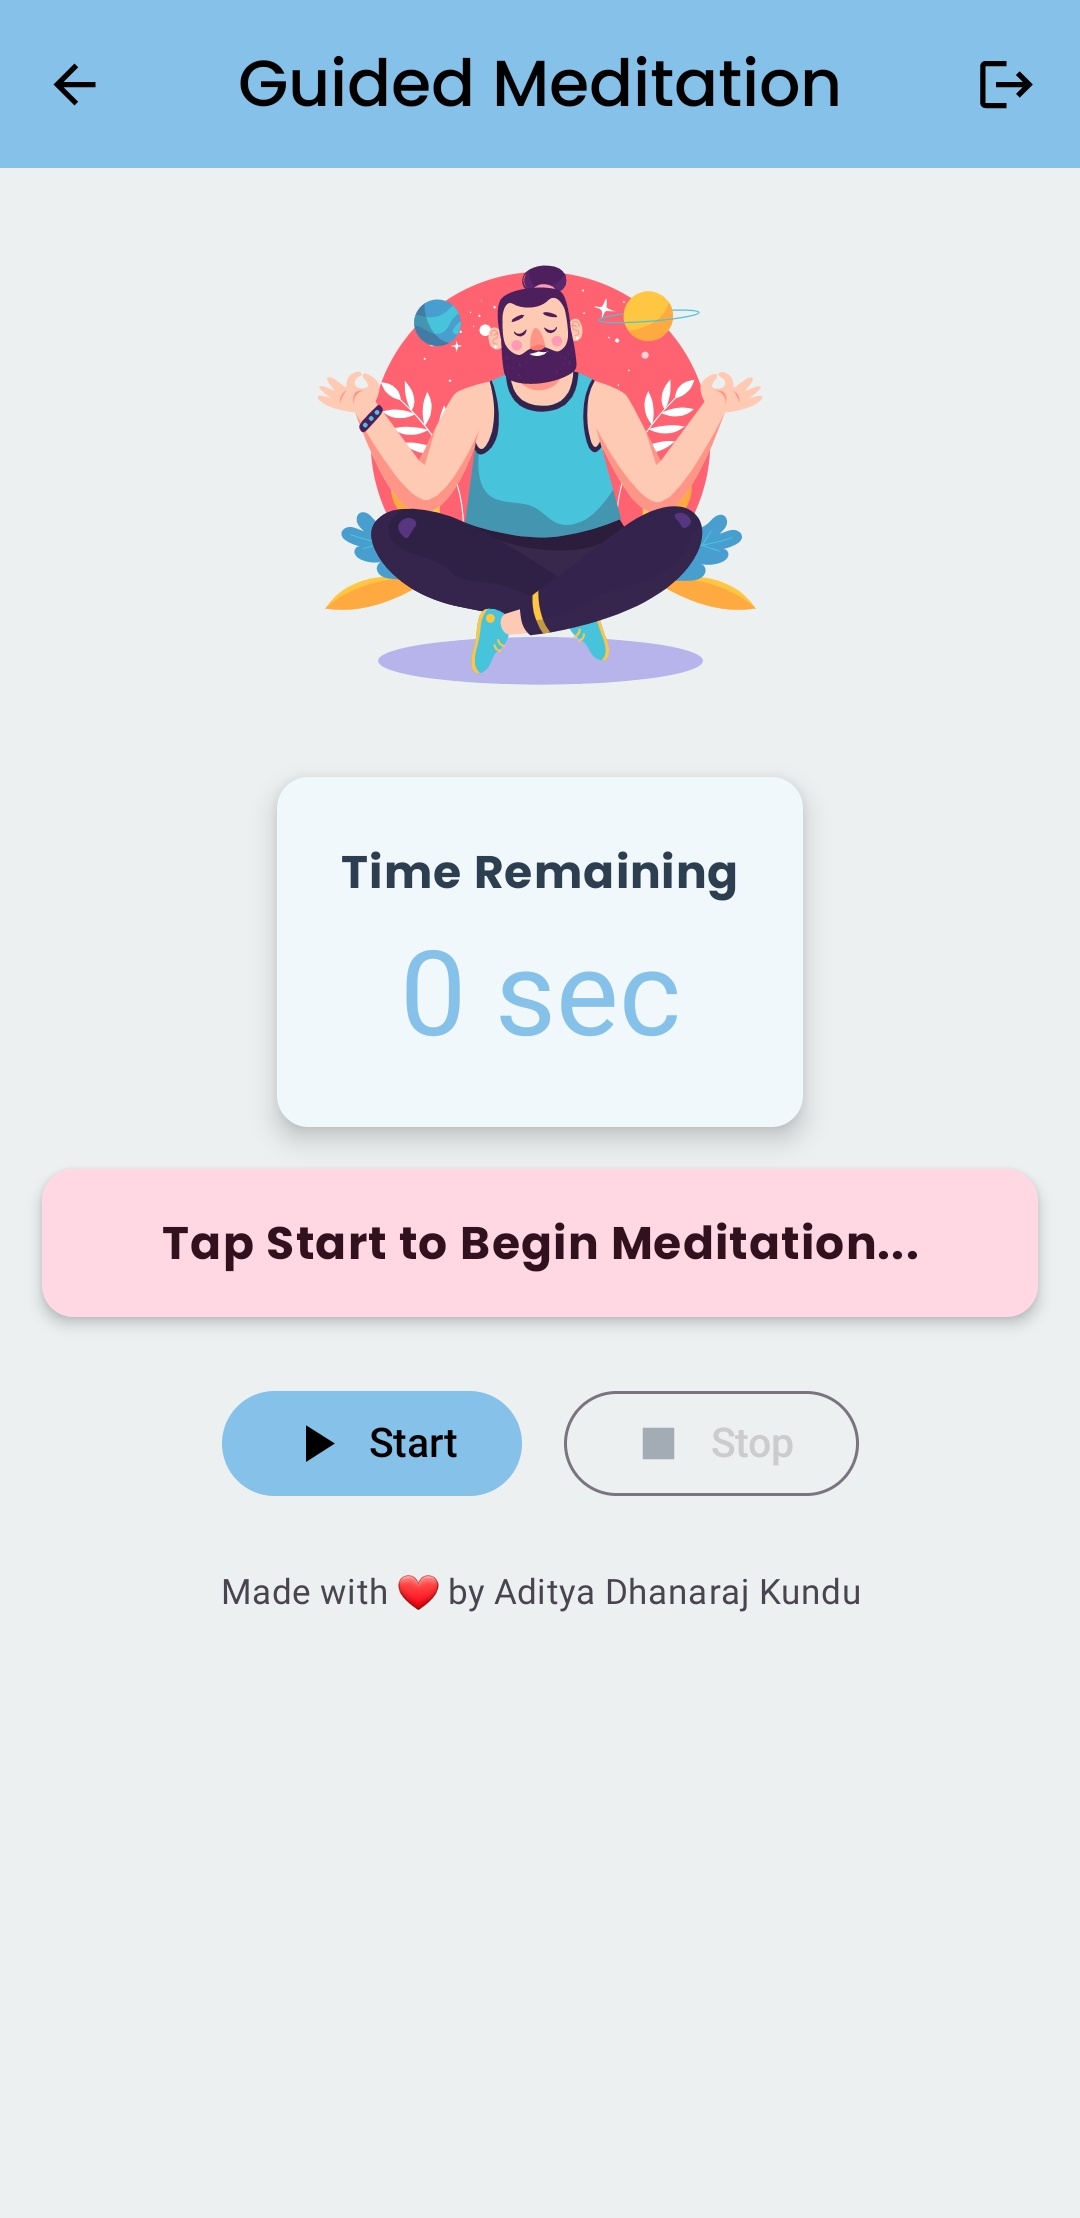 Guided Meditation
Time Remaining
0 sec
Tap Start to Begin Meditation...
Start
Stop
Made with ❤️ by Aditya Dhanaraj Kundu